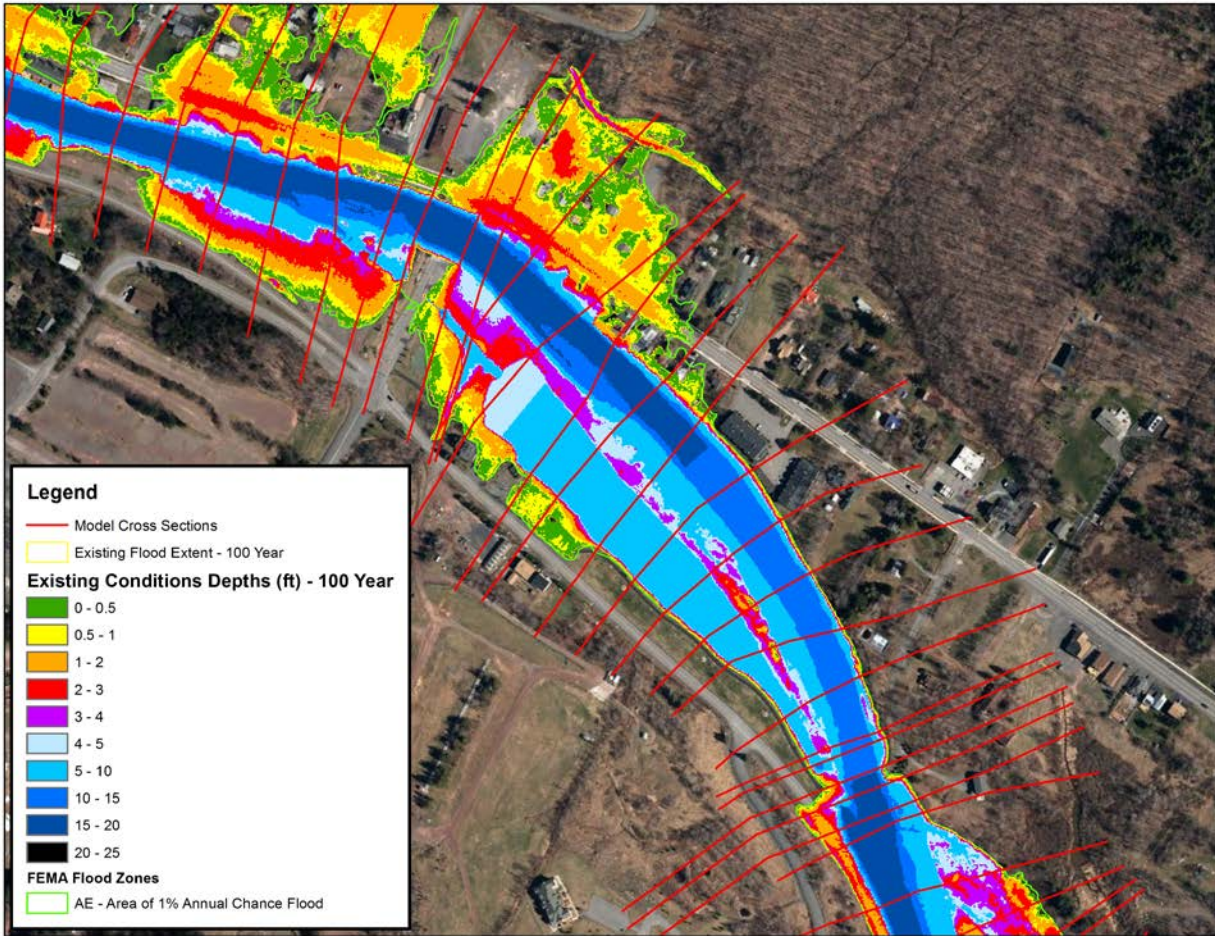 Legend
Model Cross Sections
Existing Flood Extent - 100 Year
Existing Conditions Depths (ft) - 100 Year
0 - 0.5
0.5 - 1
1 - 2
2 - 3
3 - 4
4 - 5
5 - 10
10 - 15
15 - 20
20 - 25
FEMA Flood Zones
AE - Area of 1% Annual Chance Flood